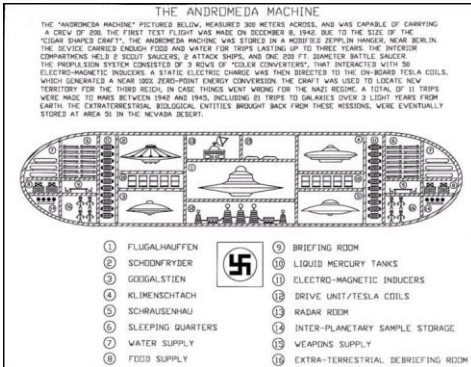 THE ANDROMEDA MACHINE
THE "ANDROMEDA MACHINE" PICTURED BELOW, MEASURED 300 METERS ACROSS, AND WAS CAPABLE OF CARRYING
A CREW OF 200. THE FIRST TEST FLIGHT WAS MADE ON DECEMBER 8, 1942. DUE TO THE SIZE OF THE
"CIGAR SHAPED CRAFT", THE ANDROMEDA MACHINE WAS STORED IN A MODIFIED ZEPPLIN HANGER, NEAR BERLIN.
THE DEVICE CARRIED ENOUGH FOOD AND WATER FOR TRIPS LASTING UP TO THREE YEARS. THE INTERIOR
COMPARTMENS HELD 2 SCOUT SAUCERS, 2 ATTACK SHIPS, AND ONE 200 FT. DIAMETER BATTLE SAUCER.
THE PROPULSION SYSTEM CONSISTED OF 3 ROWS OF "COLER CONVERTERS", THAT INTERACTED WITH 50
ELECTRO-MAGNETIC INDUCERS. A STATIC ELECTRIC CHARGE WAS THEN DIRECTED TO THE ON-BOARD TESLA COILS,
WHICH GENERATED A NEAR 100% ZERO-POINT ENERGY CONVERSION. THE CRAFT WAS USED TO LOCATE NEW
TERRITORY FOR THE THIRD REICH, IN CASE THINGS WENT WRONG FOR THE NAZI REGIME. A TOTAL OF 11 TRIPS
WERE MADE TO MARS BETWEEN 1942 AND 1945, INCLUDING 21 TRIPS TO GALAXIES OVER 3 LIGHT YEARS FROM
EARTH. THE EXTRATERRESTRIAL BIOLOGICAL ENTITIES BROUGHT BACK FROM THESE MISSIONS, WERE EVENTUALLY
STORED AT AREA 51 IN THE NEVADA DESERT.
1 FLUGALHAUFFEN
2 SCHOONFRYDER
3 GOOGALSTIEN
4 KLIMENSCHTACH
5 SCHRAUSENHAU
6 SLEEPING QUARTERS
7 WATER SUPPLY
8 FOOD SUPPLY
9 BRIEFING ROOM
10 LIQUID MERCURY TANKS
11 ELECTRO-MAGNETIC INDUCERS
12 DRIVE UNIT/TESLA COILS
13 RADAR ROOM
14 INTER-PLANETARY SAMPLE STORAGE
15 WEAPONS SUPPLY
16 EXTRA-TERRESTRIAL DEBRIEFING ROOM